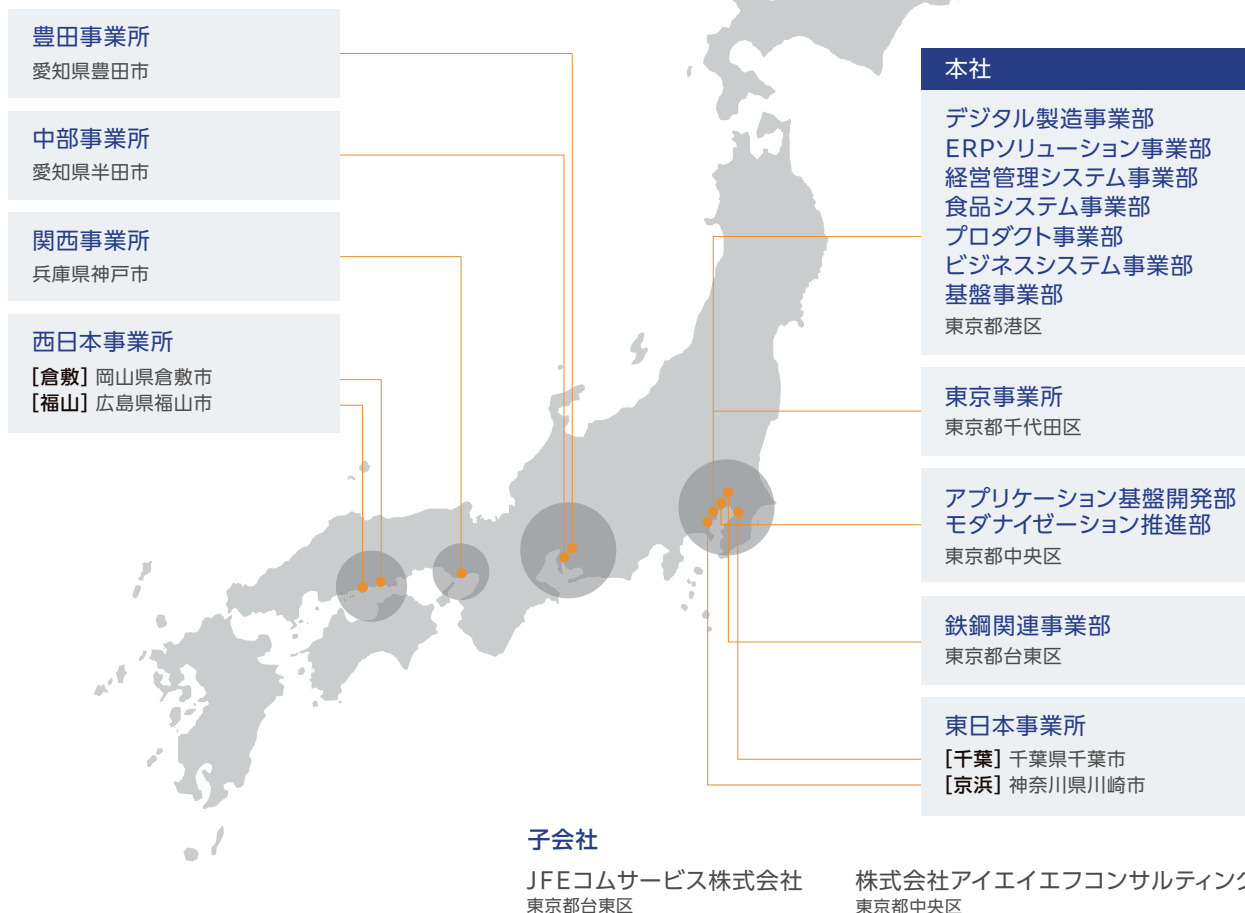 豊田事業所
愛知県豊田市
中部事業所
愛知県半田市
関西事業所
兵庫県神戸市
西日本事業所
[倉敷] 岡山県倉敷市
[福山] 広島県福山市
本社
デジタル製造事業部
ERPソリューション事業部
経営管理システム事業部
食品システム事業部
プロダクト事業部
ビジネスシステム事業部
基盤事業部
東京都港区
東京事業所
東京都千代田区
アプリケーション基盤開発部
モダナイゼーション推進部
東京都中央区
鉄鋼関連事業部
東京都台東区
東日本事業所
[千葉] 千葉県千葉市
[京浜] 神奈川県川崎市
子会社
JFEコムサービス株式会社
東京都台東区
株式会社アイエイエフコンサルティング
東京都中央区